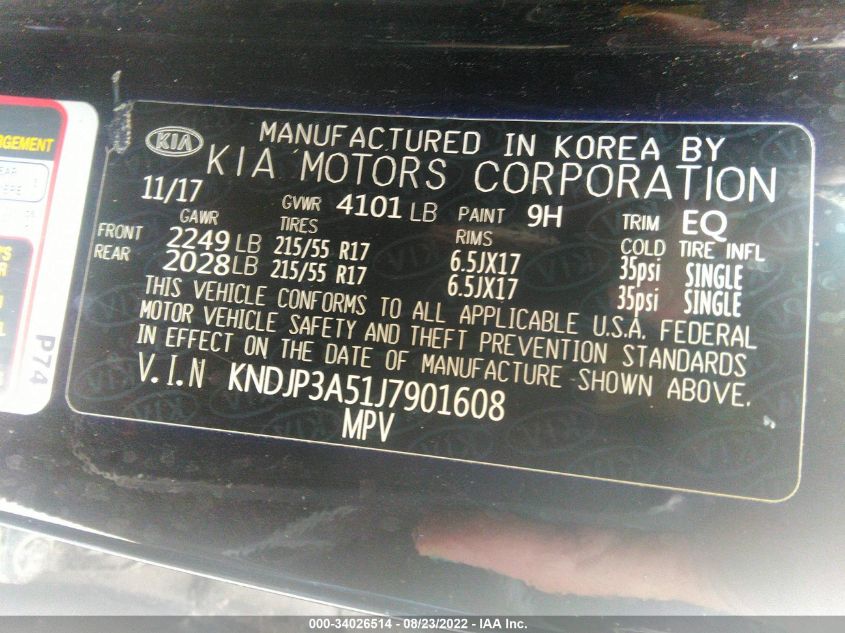 RGEMENT
P74
KIA
MANUFACTURED IN KOREA BY
KIA MOTORS CORPORATION
11/17 GVWR 4101 LB PAINT 9H TRIM EQ
GAWR TIRES RIMS COLD TIRE INFL
FRONT 2249 LB 215/55 R17 6.5JX17 35psi SINGLE
REAR 2028 LB 215/55 R17 6.5JX17 35psi SINGLE
THIS VEHICLE CONFORMS TO ALL APPLICABLE U.S.A. FEDERAL
MOTOR VEHICLE SAFETY AND THEFT PREVENTION STANDARDS
IN EFFECT ON THE DATE OF MANUFACTURE SHOWN ABOVE.
V.I.N KNDJP3A51J7901608
MPV
000-34026514 - 08/23/2022 - IAA Inc.